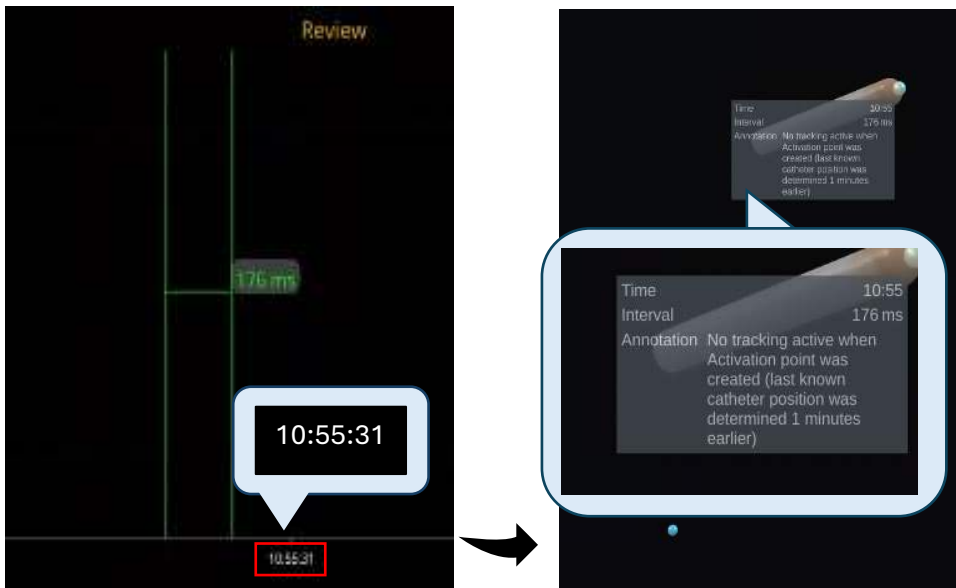 Review
176 ms
10:55:31
10:55:31
Time 10:55
Interval 176 ms
Annotation No tracking active when
Activation point was
created (last known
catheter position was
determined 1 minutes
earlier)
Time 10:55
Interval 176 ms
Annotation No tracking active when
Activation point was
created (last known
catheter position was
determined 1 minutes
earlier)